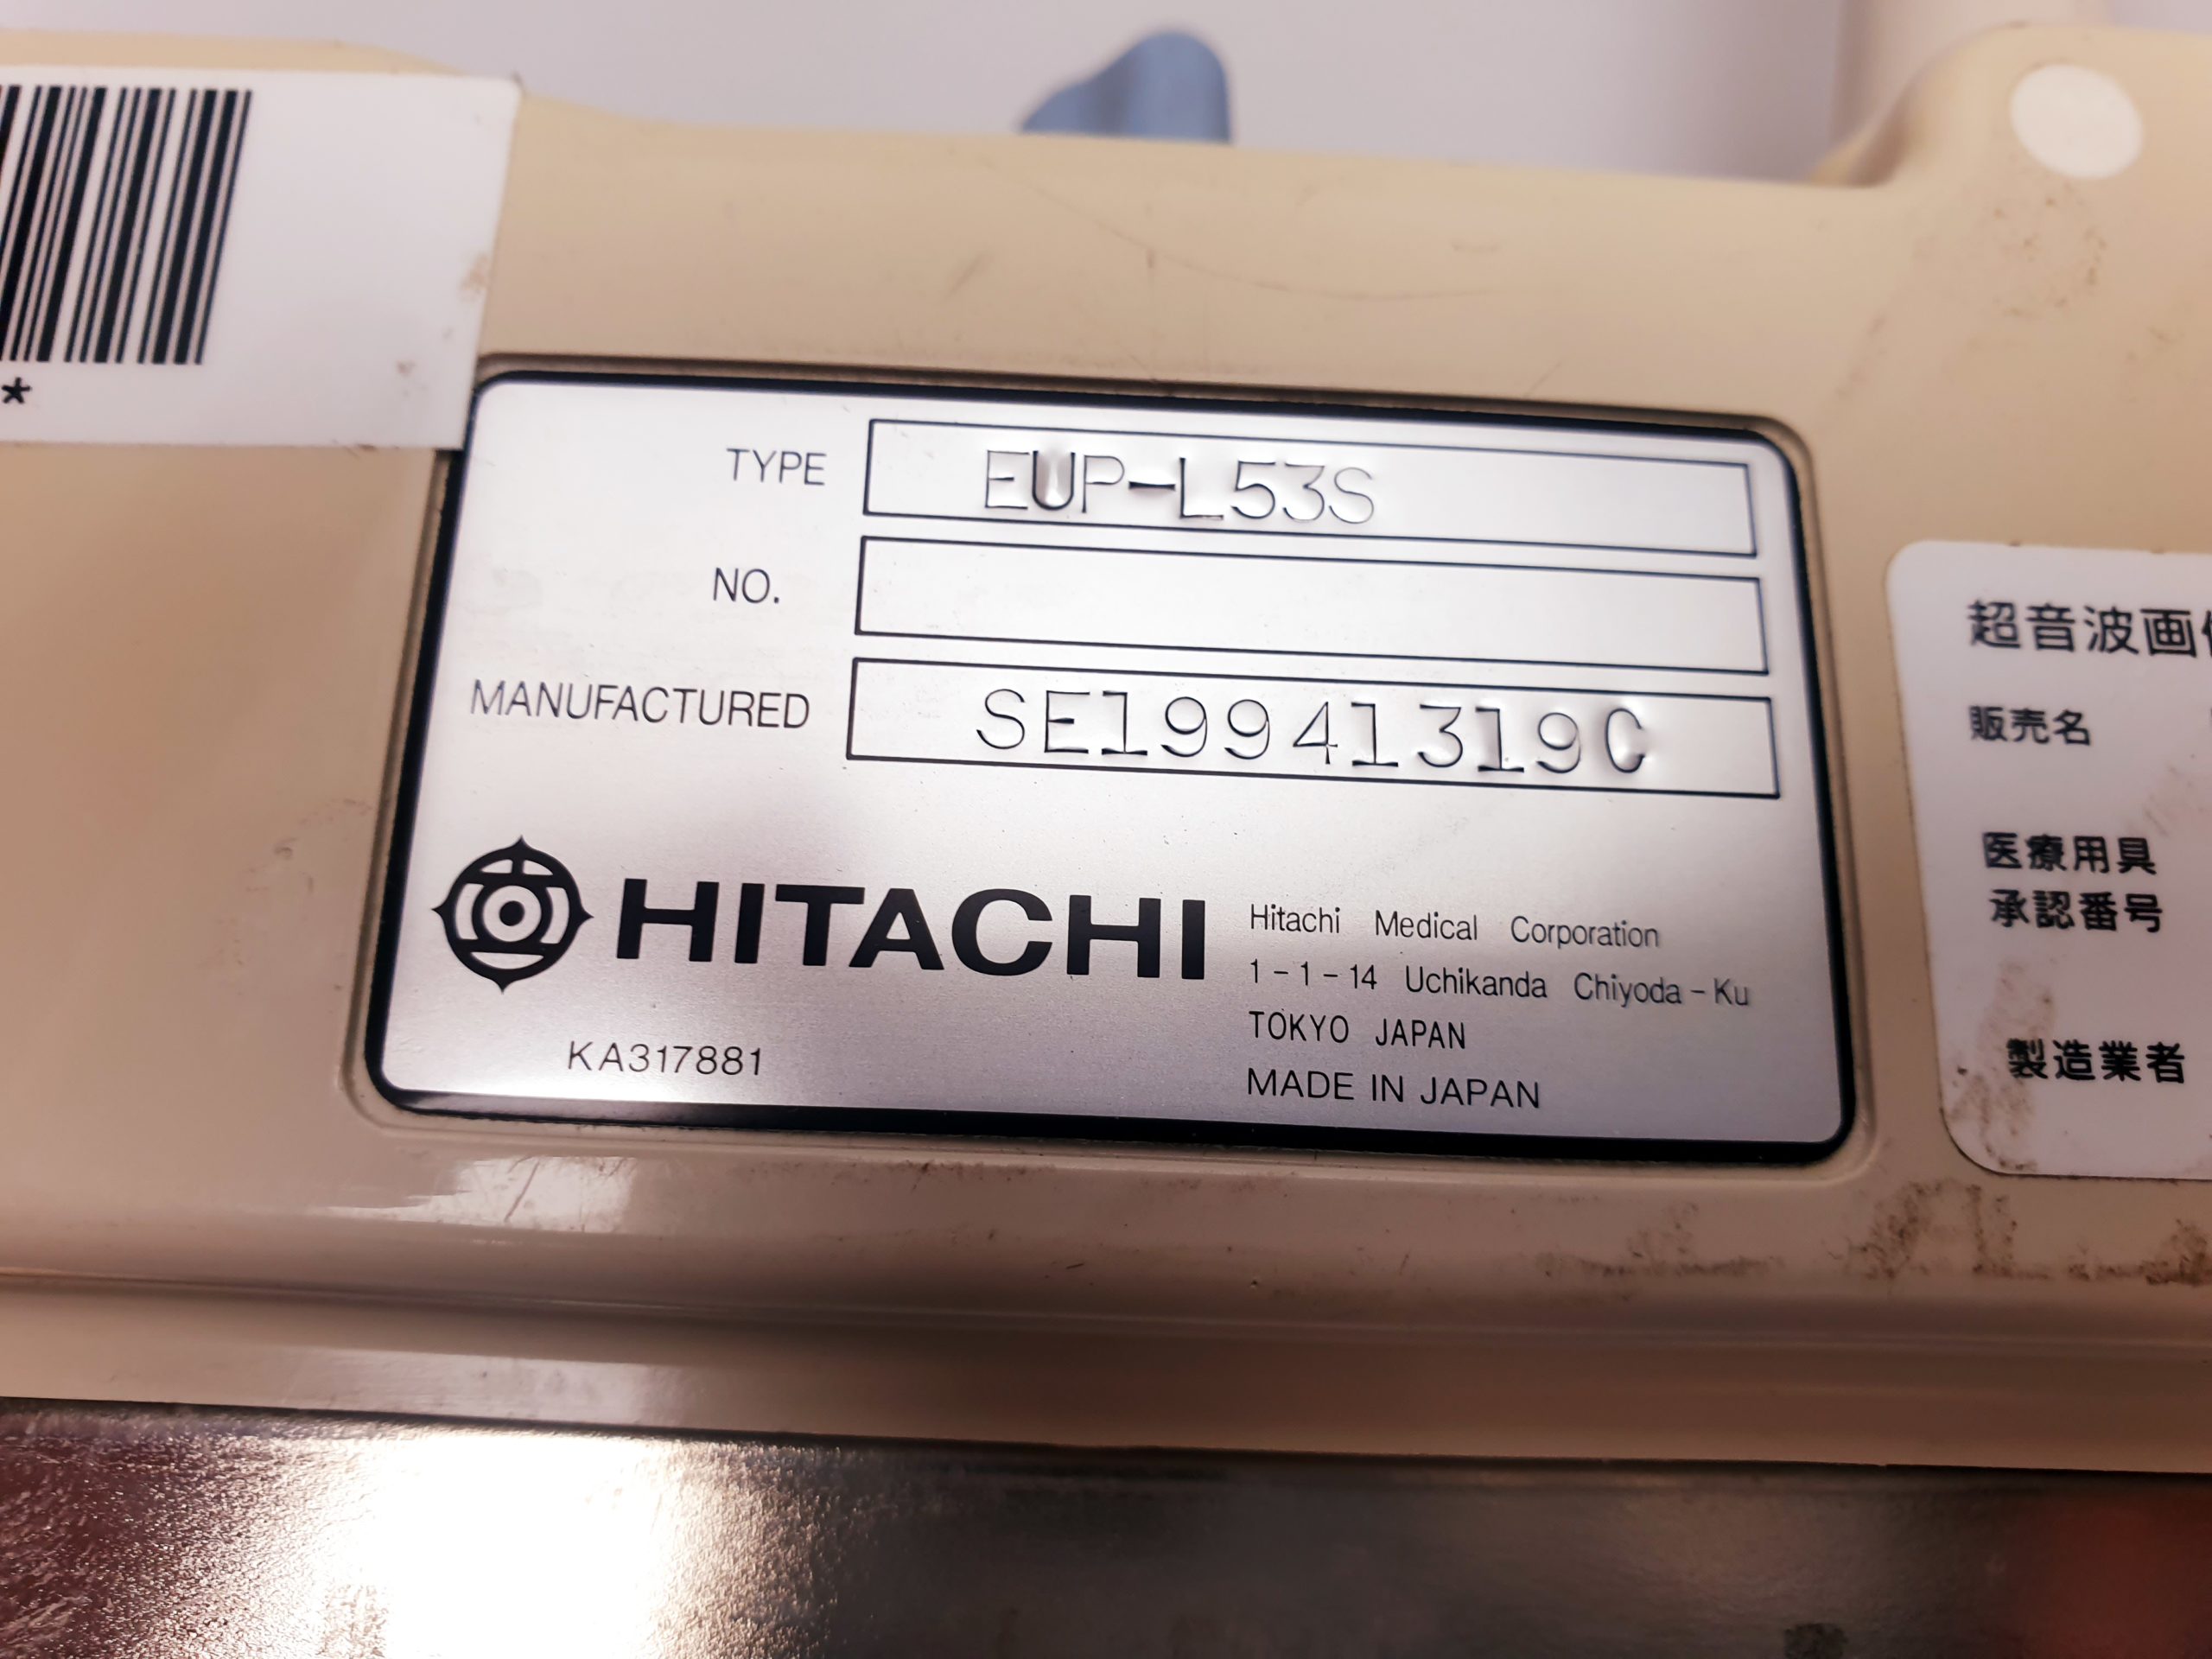 *
TYPE EUP-L53S
NO.
MANUFACTURED SE19941319C
HITACHI
Hitachi Medical Corporation
1-1-14 Uchikanda Chiyoda-Ku
TOKYO JAPAN
MADE IN JAPAN
KA317881
超音波画
販売名
医療用具
承認番号
製造業者